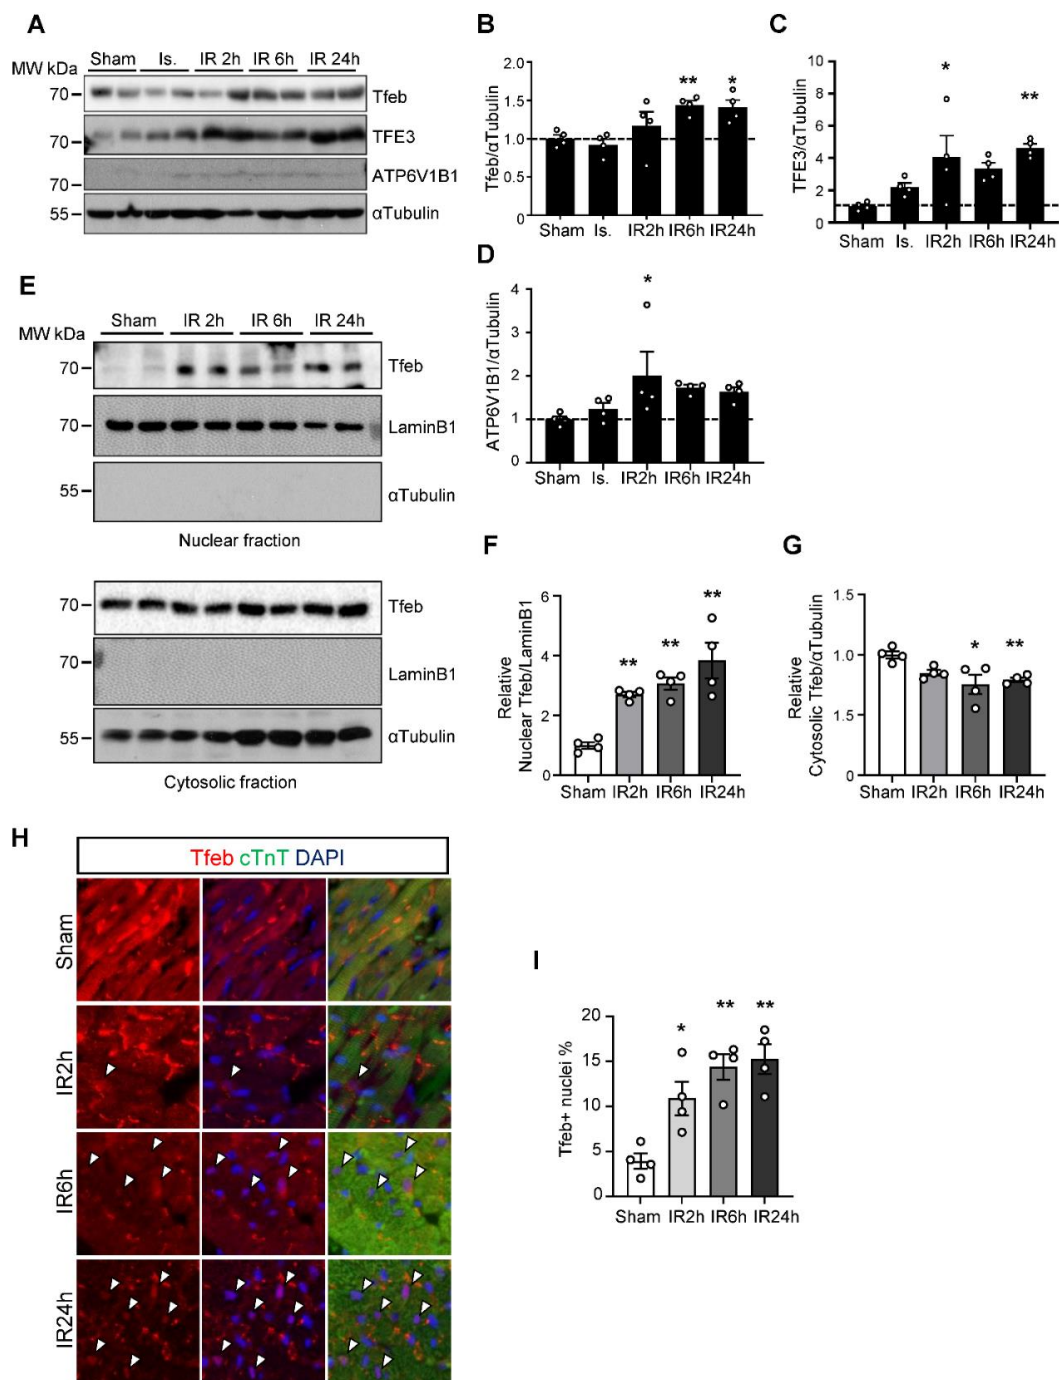 A
Sham Is. IR 2h IR 6h IR 24h
MW kDa
70 Tfeb
70 TFE3
70 ATP6V1B1
55 αTubulin
B
Tfeb/αTubulin
2.0
1.5
1.0
0.5
0
** *
Sham Is. IR2h IR6h IR24h
C
TFE3/αTubulin
10
8
6
4
2
0
* **
Sham Is. IR2h IR6h IR24h
D
ATP6V1B1/αTubulin
4
3
2
1
0
*
Sham Is. IR2h IR6h IR24h
E
Sham IR 2h IR 6h IR 24h
MW kDa
70 Tfeb
70 LaminB1
55 αTubulin
Nuclear fraction
70 Tfeb
70 LaminB1
55 αTubulin
Cytosolic fraction
F
Relative
Nuclear Tfeb/LaminB1
6
4
2
0
** ** **
Sham IR2h IR6h IR24h
G
Relative
Cytosolic Tfeb/αTubulin
1.5
1.0
1.5
0
* **
Sham IR2h IR6h IR24h
H
Tfeb cTnT DAPI
Sham
IR2h
IR6h
IR24h
I
Tfeb+ nuclei %
20
15
10
5
0
* ** **
Sham IR2h IR6h IR24h